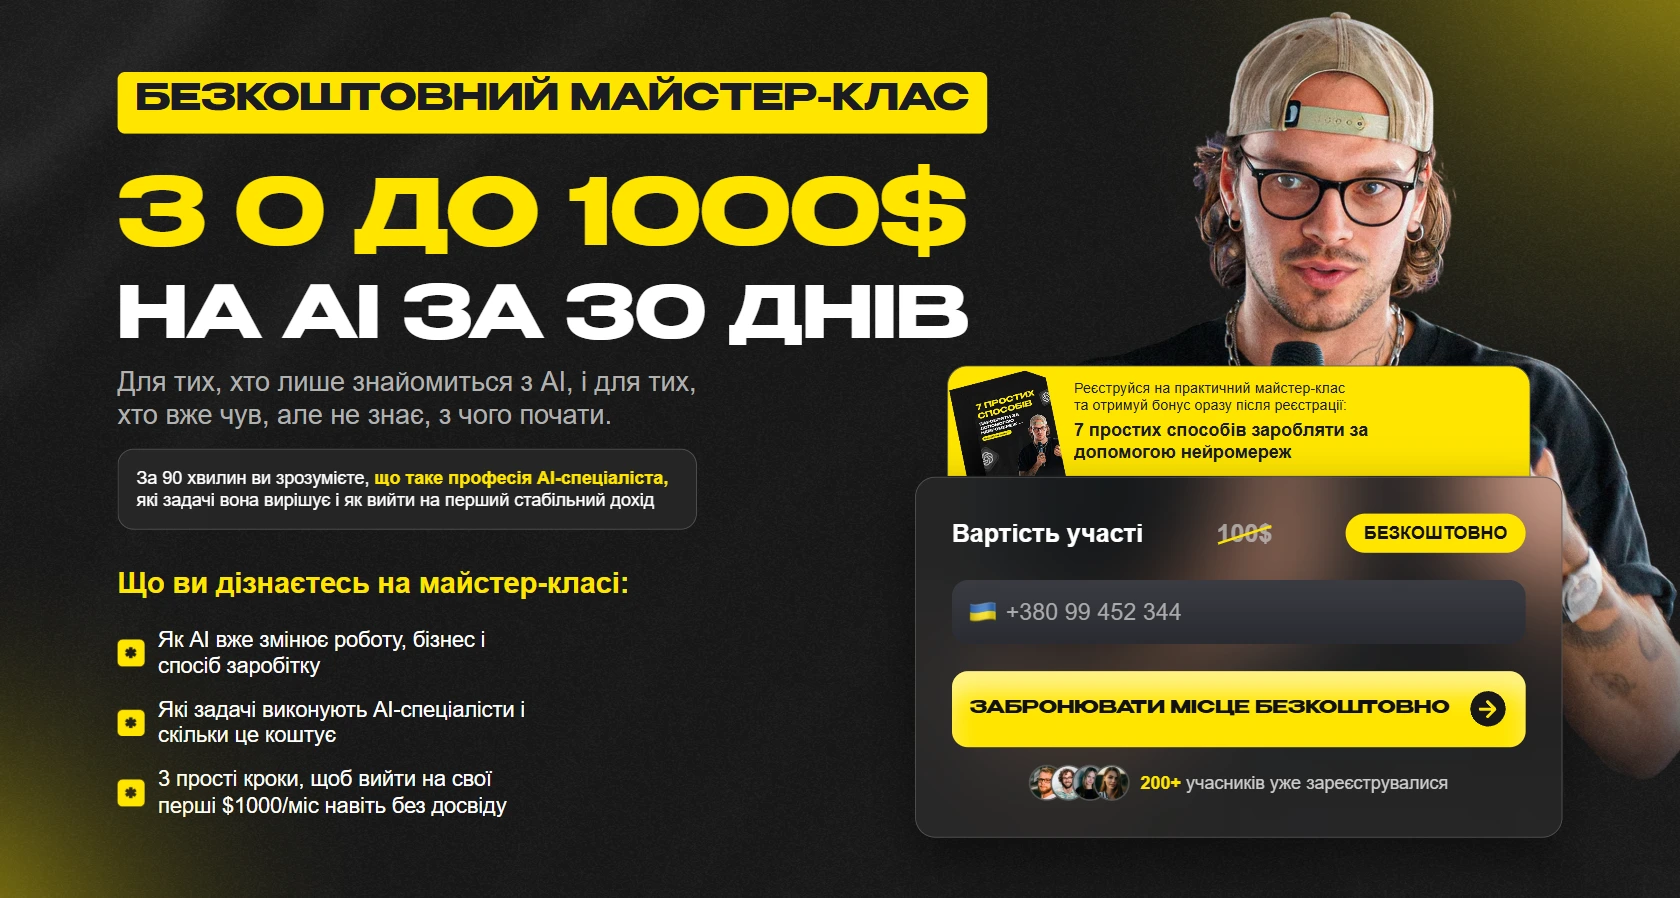 БЕЗКОШТОВНИЙ МАЙСТЕР-КЛАС
З 0 ДО 1000$
НА АІ ЗА 30 ДНІВ
Для тих, хто лише знайомиться з AI, і для тих,
хто вже чув, але не знає, з чого почати.
За 90 хвилин ви зрозумієте, що таке професія AI-спеціаліста,
які задачі вона вирішує і як вийти на перший стабільний дохід
Що ви дізнаєтесь на майстер-класі:
Як AI вже змінює роботу, бізнес і
спосіб заробітку
Які задачі виконують AI-спеціалісти і
скільки це коштує
3 прості кроки, щоб вийти на свої
перші $1000/міс навіть без досвіду
7 ПРОСТИХ
СПОСОБІВ
ЗАРОБЛЯТИ ЗА
ДОПОМОГОЮ
Реєструйся на практичний майстер-клас
та отримуй бонус оразу після реєстрації:
7 простих способів заробляти за
допомогою нейромереж
Вартість участі 100$ БЕЗКОШТОВНО
+380 99 452 344
ЗАБРОНЮВАТИ МІСЦЕ БЕЗКОШТОВНО
200+ учасників уже зареєструвалися